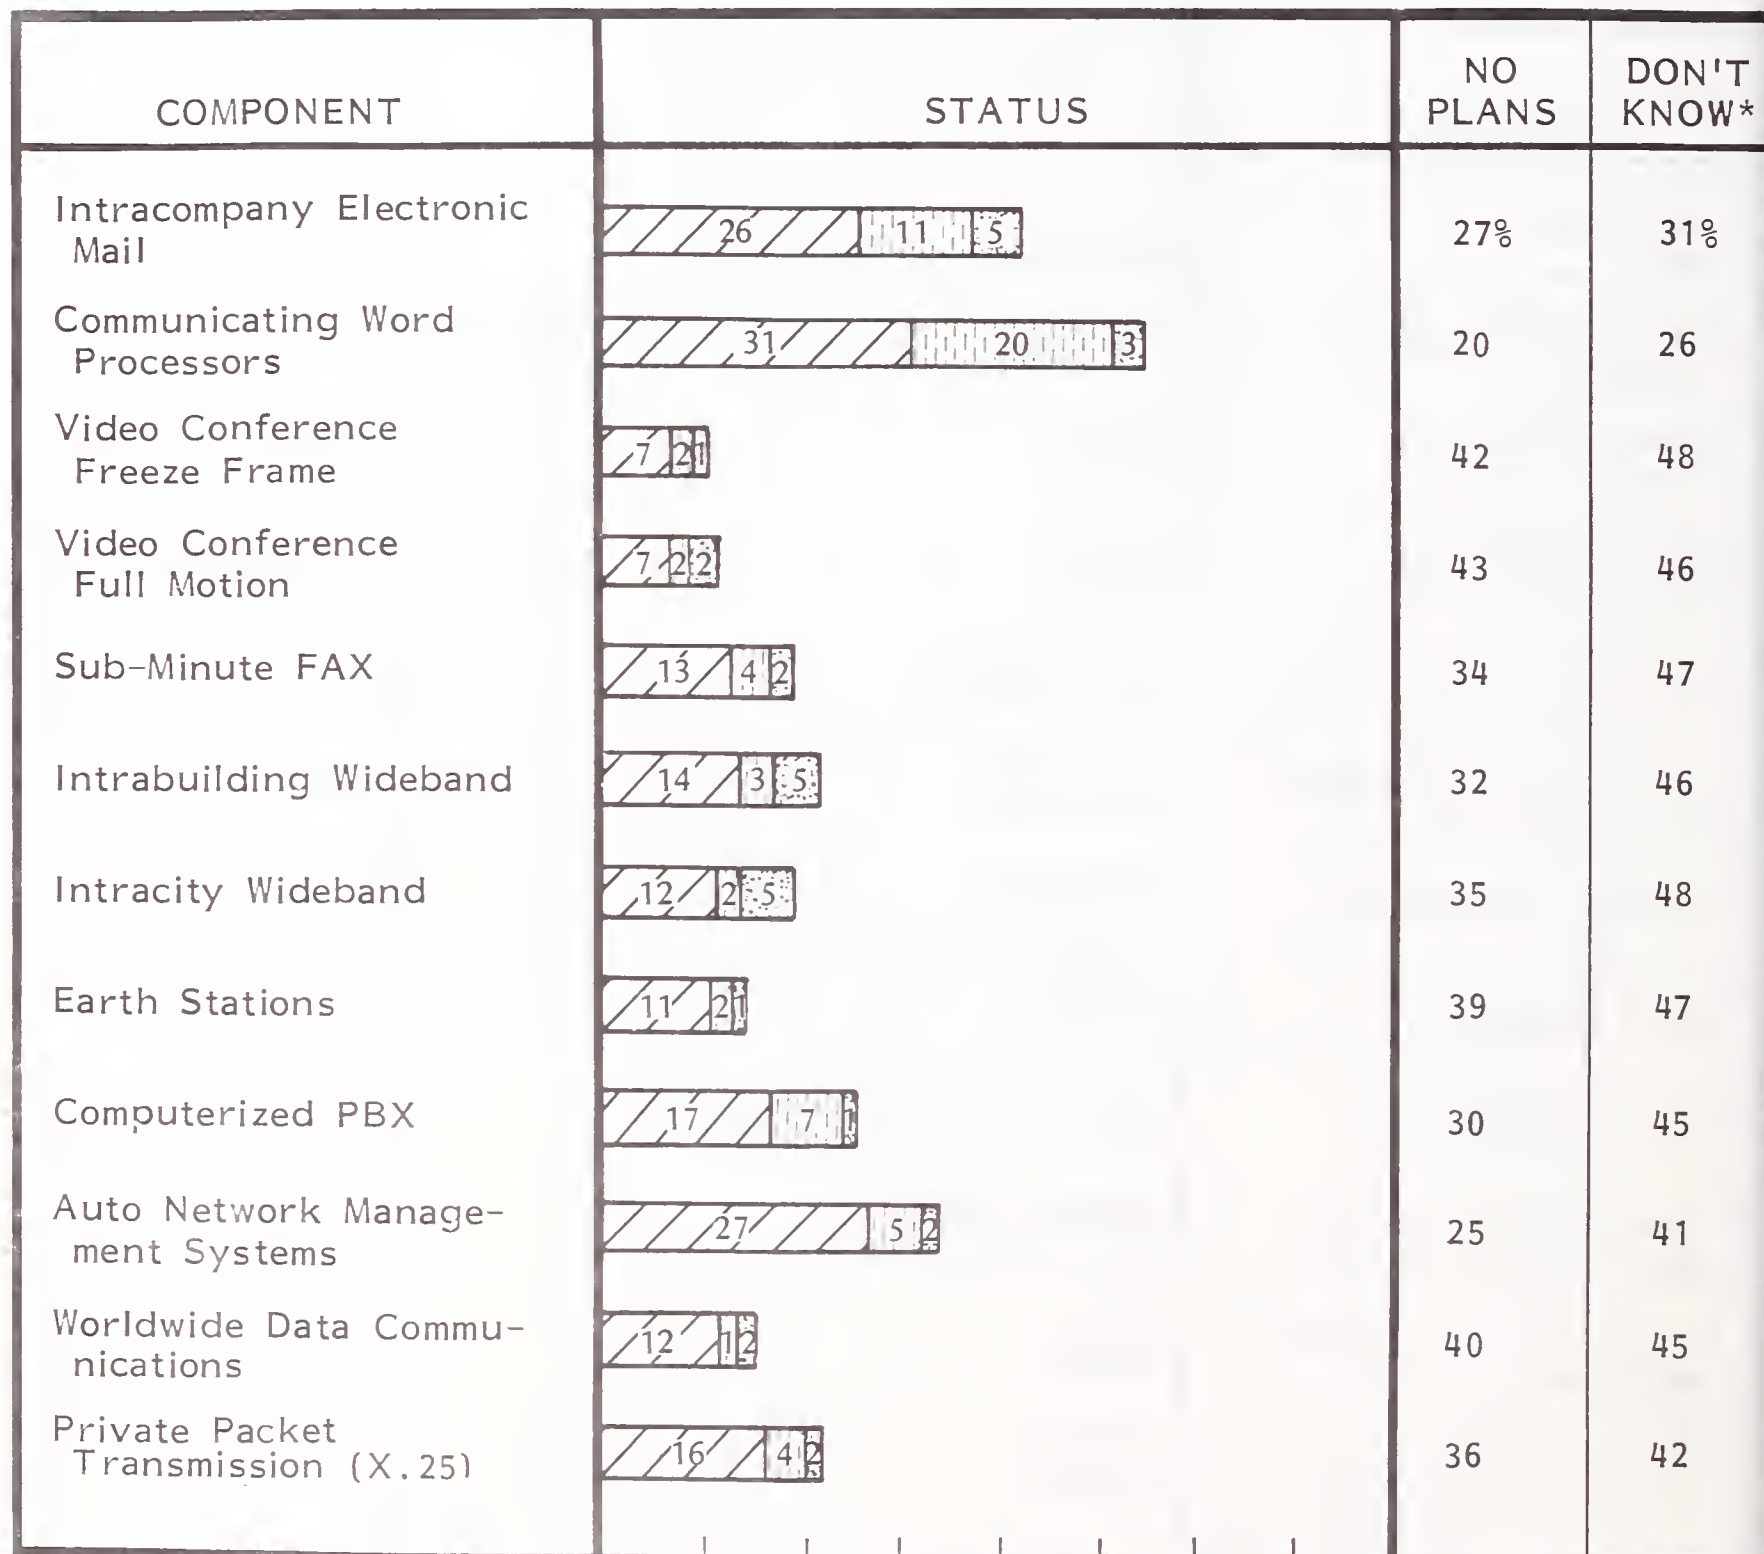 COMPONENT STATUS NO PLANS DON'T KNOW*
Intracompany Electronic
Mail 26 11 5 27% 31%
Communicating Word
Processors 31 20 3 20 26
Video Conference
Freeze Frame 7 2 1 42 48
Video Conference
Full Motion 7 2 2 43 46
Sub-Minute FAX 13 4 2 34 47
Intrabuilding Wideband 14 3 5 32 46
Intracity Wideband 12 2 5 35 48
Earth Stations 11 2 1 39 47
Computerized PBX 17 7 1 30 45
Auto Network Manage-
ment Systems 27 5 2 25 41
Worldwide Data Commu-
nications 12 1 2 40 45
Private Packet
Transmission (X.25) 16 4 2 36 42